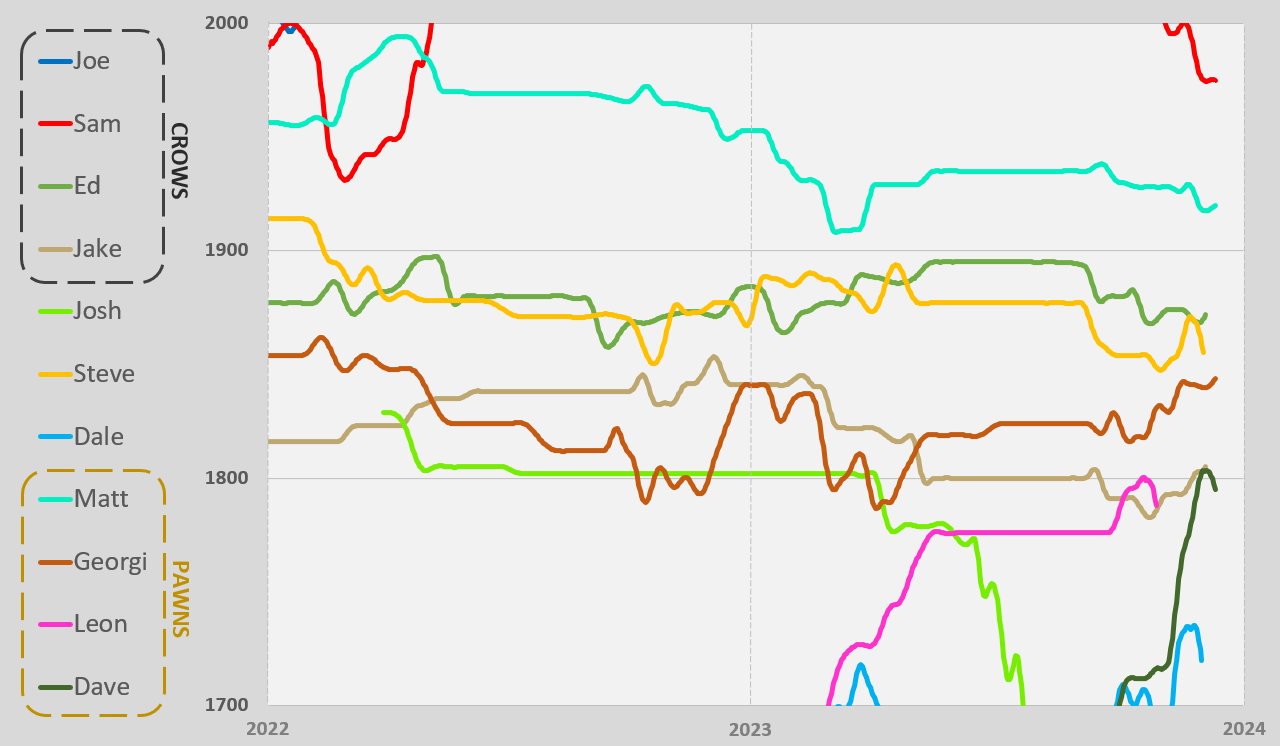 2000
Joe
Sam
CROWS
Ed
1900
Jake
Josh
Steve
Dale
1800
Matt
Georgi
PAWNS
Leon
Dave
1700
2022
2023
2024